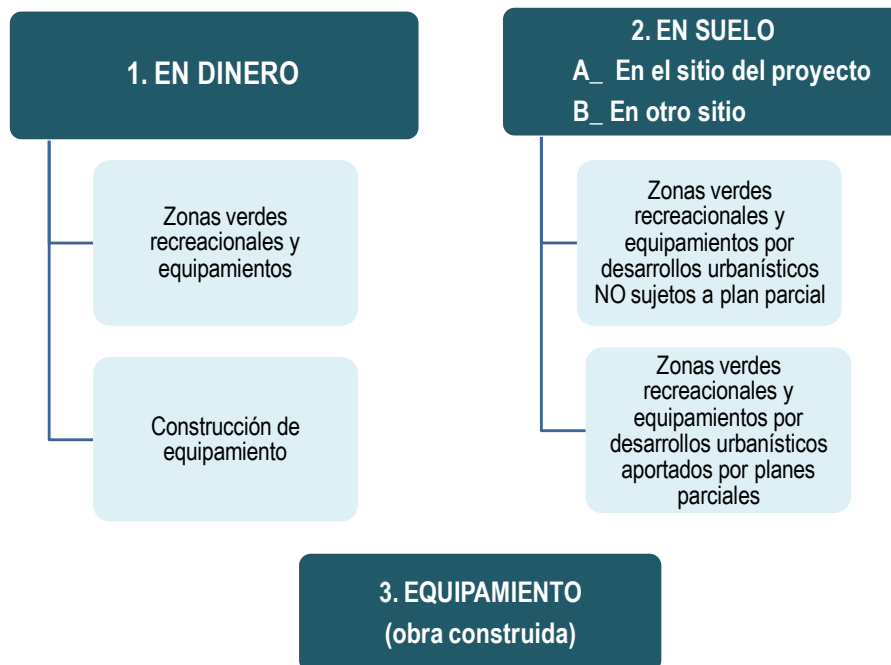 1. EN DINERO
Zonas verdes
recreacionales y
equipamientos
Construcción de
equipamiento
2. EN SUELO
A_ En el sitio del proyecto
B_ En otro sitio
Zonas verdes
recreacionales y
equipamientos por
desarrollos urbanísticos
NO sujetos a plan parcial
Zonas verdes
recreacionales y
equipamientos por
desarrollos urbanísticos
aportados por planes
parciales
3. EQUIPAMIENTO
(obra construida)